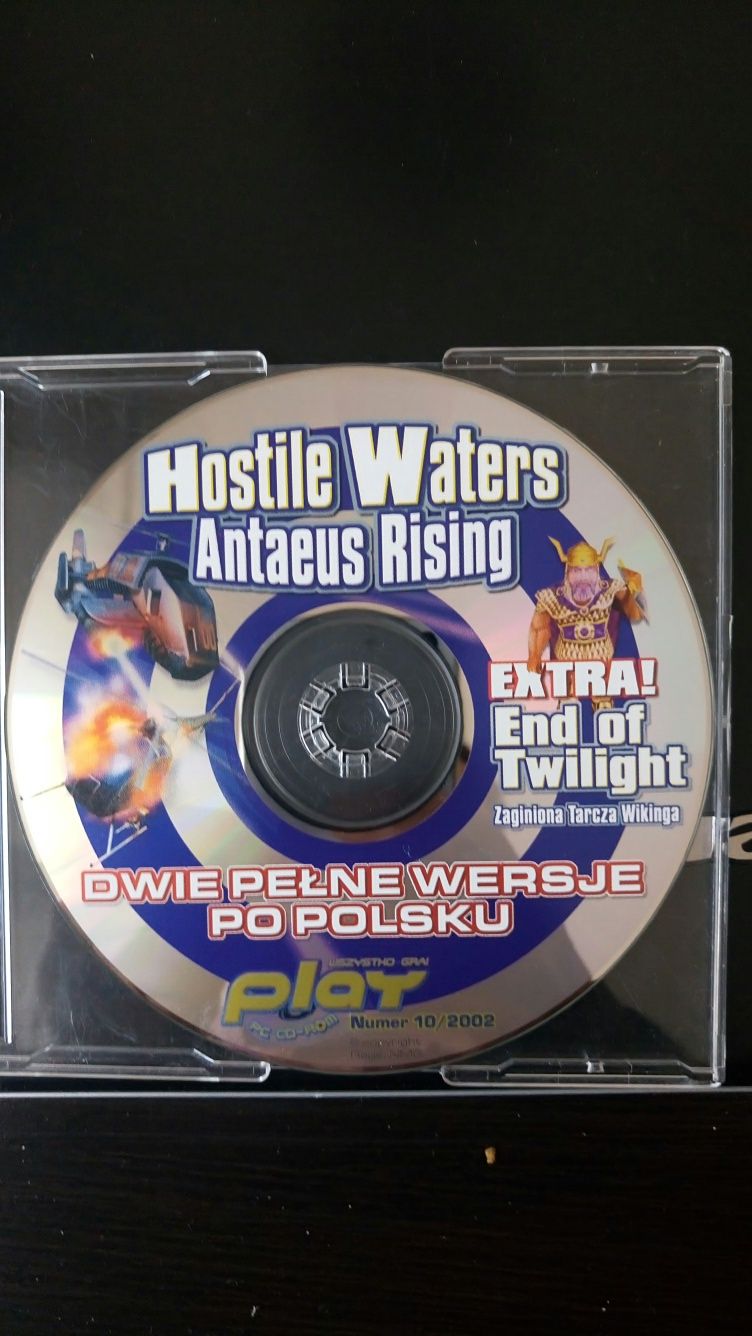 Hostile Waters
Antaeus Rising
EXTRA!
End of
Twilight
Zaginiona Tarcza Wikinga
DWIE PEŁNE WERSJE
PO POLSKU
WSZYSTKO GRA!
play
PC CD-ROM
Numer 10/2002
© copyright